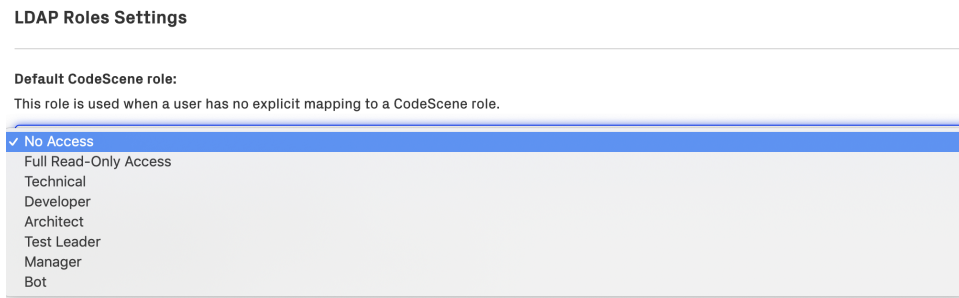 LDAP Roles Settings
Default CodeScene role:
This role is used when a user has no explicit mapping to a CodeScene role.
✓ No Access
Full Read-Only Access
Technical
Developer
Architect
Test Leader
Manager
Bot